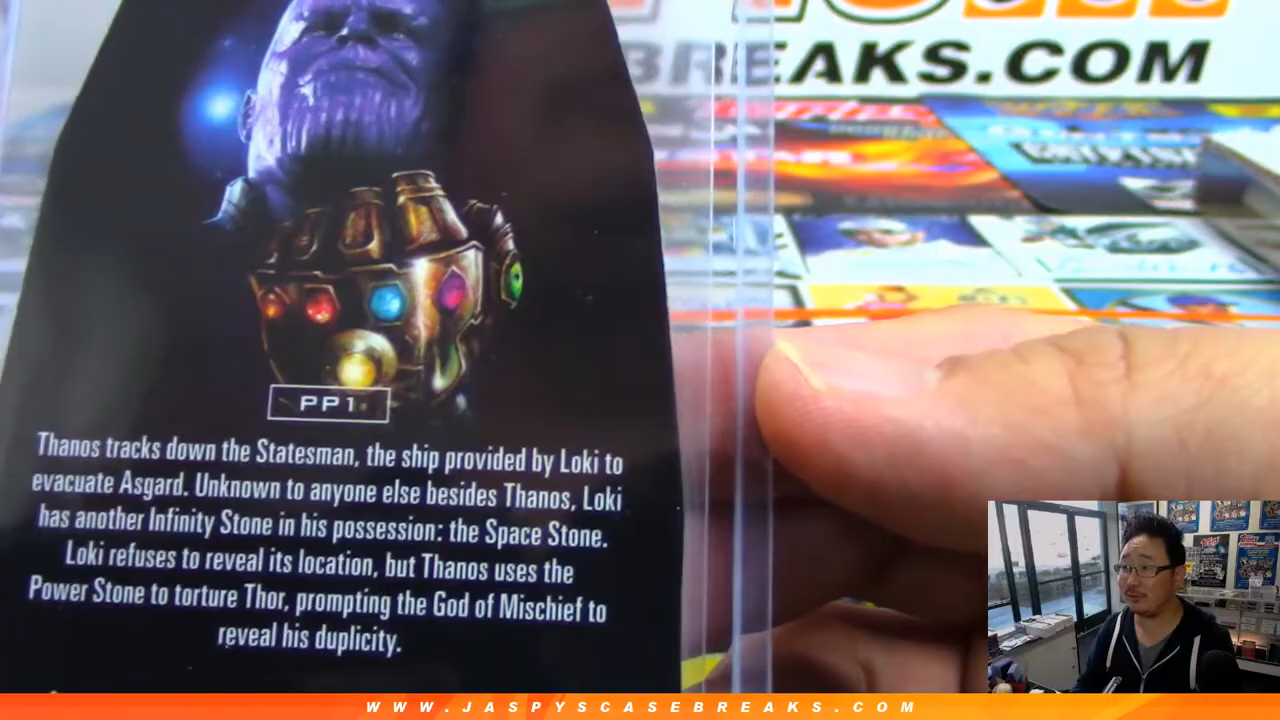 BREAKS.COM
PP1
Thanos tracks down the Statesman, the ship provided by Loki to
evacuate Asgard. Unknown to anyone else besides Thanos, Loki
has another Infinity Stone in his possession: the Space Stone.
Loki refuses to reveal its location, but Thanos uses the
Power Stone to torture Thor, prompting the God of Mischief to
reveal his duplicity.
WWW.JASPYSCASEBREAKS.COM